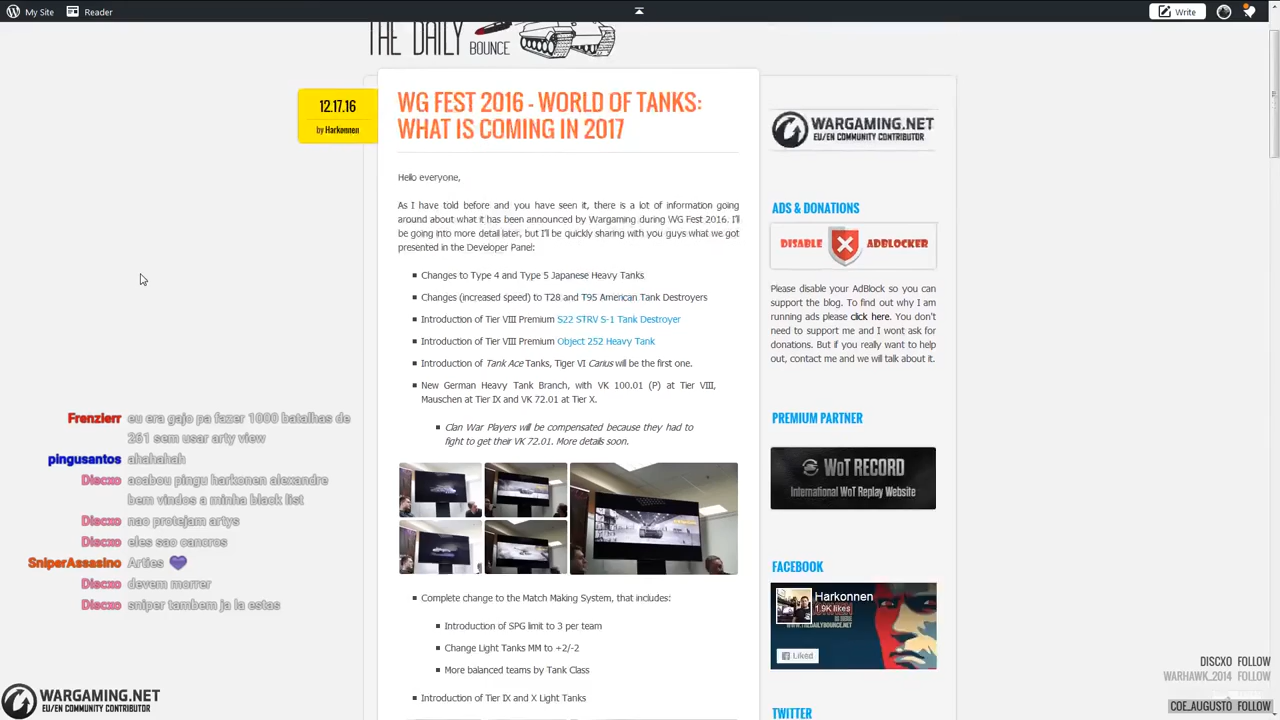 My Site
Reader
Write
THE DAILY
BOUNCE
12.17.16
by Harkonnen
WG FEST 2016 - WORLD OF TANKS:
WHAT IS COMING IN 2017
Hello everyone,
As I have told before and you have seen it, there is a lot of information going
around about what it has been announced by Wargaming during WG Fest 2016. I'll
be going into more detail later, but I'll be quickly sharing with you guys what we got
presented in the Developer Panel:
Changes to Type 4 and Type 5 Japanese Heavy Tanks
Changes (increased speed) to T28 and T95 American Tank Destroyers
Introduction of Tier VIII Premium S22 STRV S-1 Tank Destroyer
Introduction of Tier VIII Premium Object 252 Heavy Tank
Introduction of Tank Ace Tanks, Tiger VI Carius will be the first one.
New German Heavy Tank Branch, with VK 100.01 (P) at Tier VIII,
Mauschen at Tier IX and VK 72.01 at Tier X.
Clan War Players will be compensated because they had to
fight to get their VK 72.01. More details soon.
Complete change to the Match Making System, that includes:
Introduction of SPG limit to 3 per team
Change Light Tanks MM to +2/-2
More balanced teams by Tank Class
Introduction of Tier IX and X Light Tanks
WARGAMING.NET
EU/EN COMMUNITY CONTRIBUTOR
ADS & DONATIONS
DISABLE ADBLOCKER
Please disable your AdBlock so you can
support the blog. To find out why I am
running ads please click here. You don't
need to support me and I wont ask for
donations. But if you really want to help
out, contact me and we will talk about it.
PREMIUM PARTNER
WoT RECORD
International WoT Replay Website
FACEBOOK
Harkonnen
1.9K likes
WWW.THEDAILYBOUNCE.NET
Liked
TWITTER
Frenzierr eu era gajo pa fazer 1000 batalhas de
261 sem usar arty view
pingusantos ahahahah
Discxo acabou pingu harkonen alexandre
bem vindos a minha black list
Discxo nao protejam artys
Discxo eles sao cancros
SniperAssasino Arties
Discxo devem morrer
Discxo sniper tambem ja la estas
WARGAMING.NET
EU/EN COMMUNITY CONTRIBUTOR
DISCXO FOLLOW
WARHAWK_2014 FOLLOW
COE_AUGUSTO FOLLOW